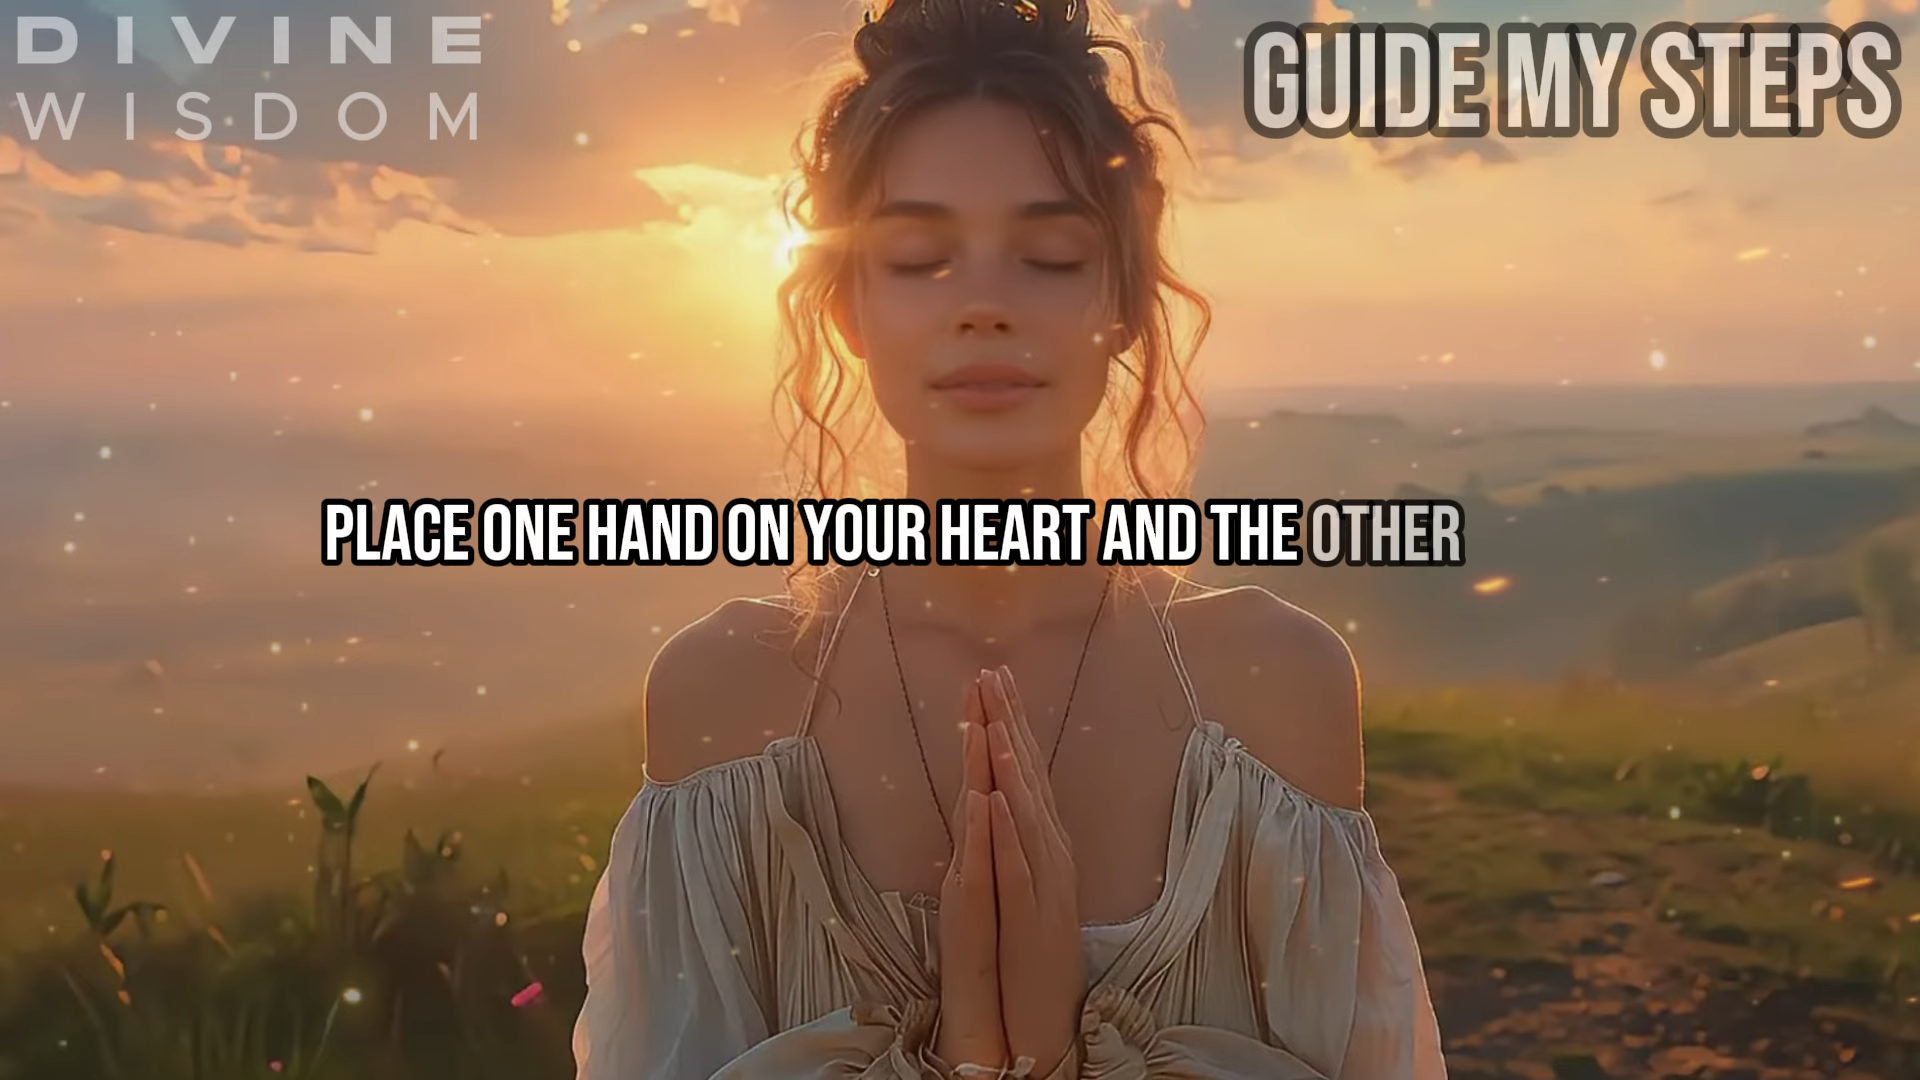 DIVINE
WISDOM
GUIDE MY STEPS
PLACE ONE HAND ON YOUR HEART AND THE OTHER